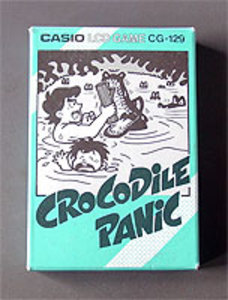 CASIO LCD GAME CG-129
CROCODILE
PANIC